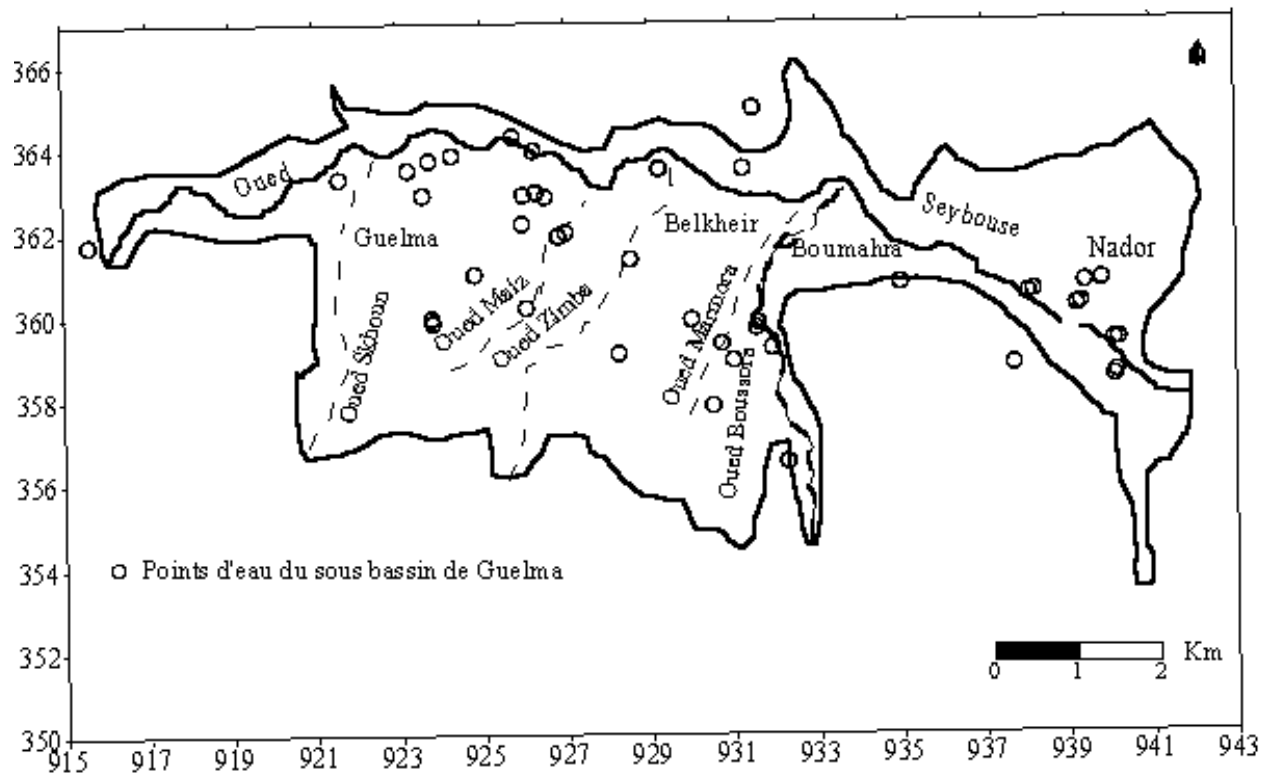 366
364
362
360
358
356
354
352
350
Oued
Seybouse
Guelma
Belkheir
Boumahra
Nador
Oued Skhoun
Oued Maiz
Oued Zimba
Oued Marmora
Oued Boussora
Points d'eau du sous bassin de Guelma
0 1 2 Km
915 917 919 921 923 925 927 929 931 933 935 937 939 941 943